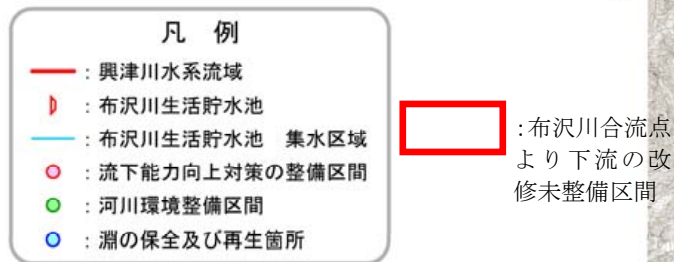 凡 例
：興津川水系流域
：布沢川生活貯水池
：布沢川生活貯水池 集水区域
：流下能力向上対策の整備区間
：河川環境整備区間
：淵の保全及び再生箇所
：布沢川合流点
より下流の改
修未整備区間